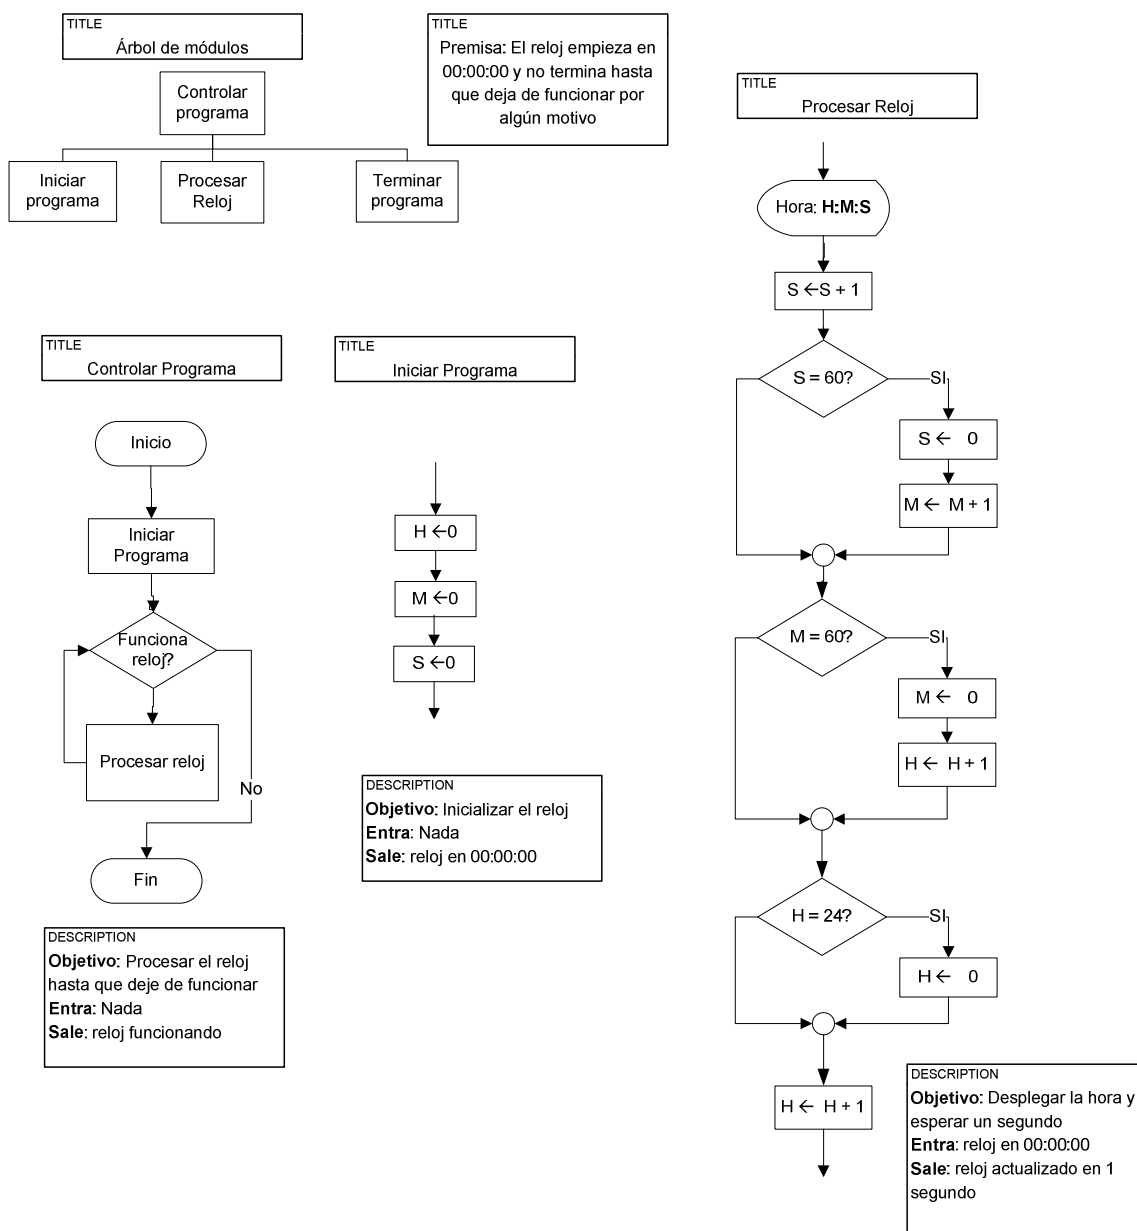 TITLE
Árbol de módulos
Controlar
programa
Iniciar
programa
Procesar
Reloj
Terminar
programa
TITLE
Premisa: El reloj empieza en
00:00:00 y no termina hasta
que deja de funcionar por
algún motivo
TITLE
Controlar Programa
Inicio
Iniciar
Programa
Funciona
reloj?
Procesar reloj
No
Fin
DESCRIPTION
Objetivo: Procesar el reloj
hasta que deje de funcionar
Entra: Nada
Sale: reloj funcionando
TITLE
Iniciar Programa
H ←0
M ←0
S ←0
DESCRIPTION
Objetivo: Inicializar el reloj
Entra: Nada
Sale: reloj en 00:00:00
TITLE
Procesar Reloj
Hora: H:M:S
S ←S + 1
S = 60?
SI
S ← 0
M ← M + 1
M = 60?
SI
M ← 0
H ← H + 1
H = 24?
SI
H ← 0
H ← H + 1
DESCRIPTION
Objetivo: Desplegar la hora y
esperar un segundo
Entra: reloj en 00:00:00
Sale: reloj actualizado en 1
segundo